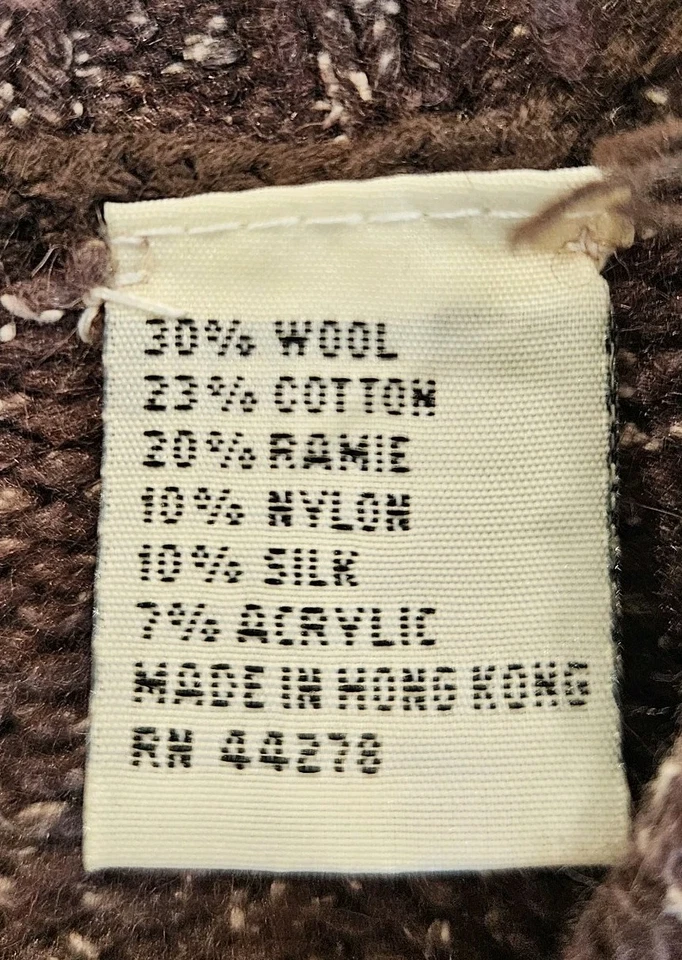 30% WOOL
23% COTTON
20% RAMIE
10% NYLON
10% SILK
7% ACRYLIC
MADE IN HONG KONG
RN 44278